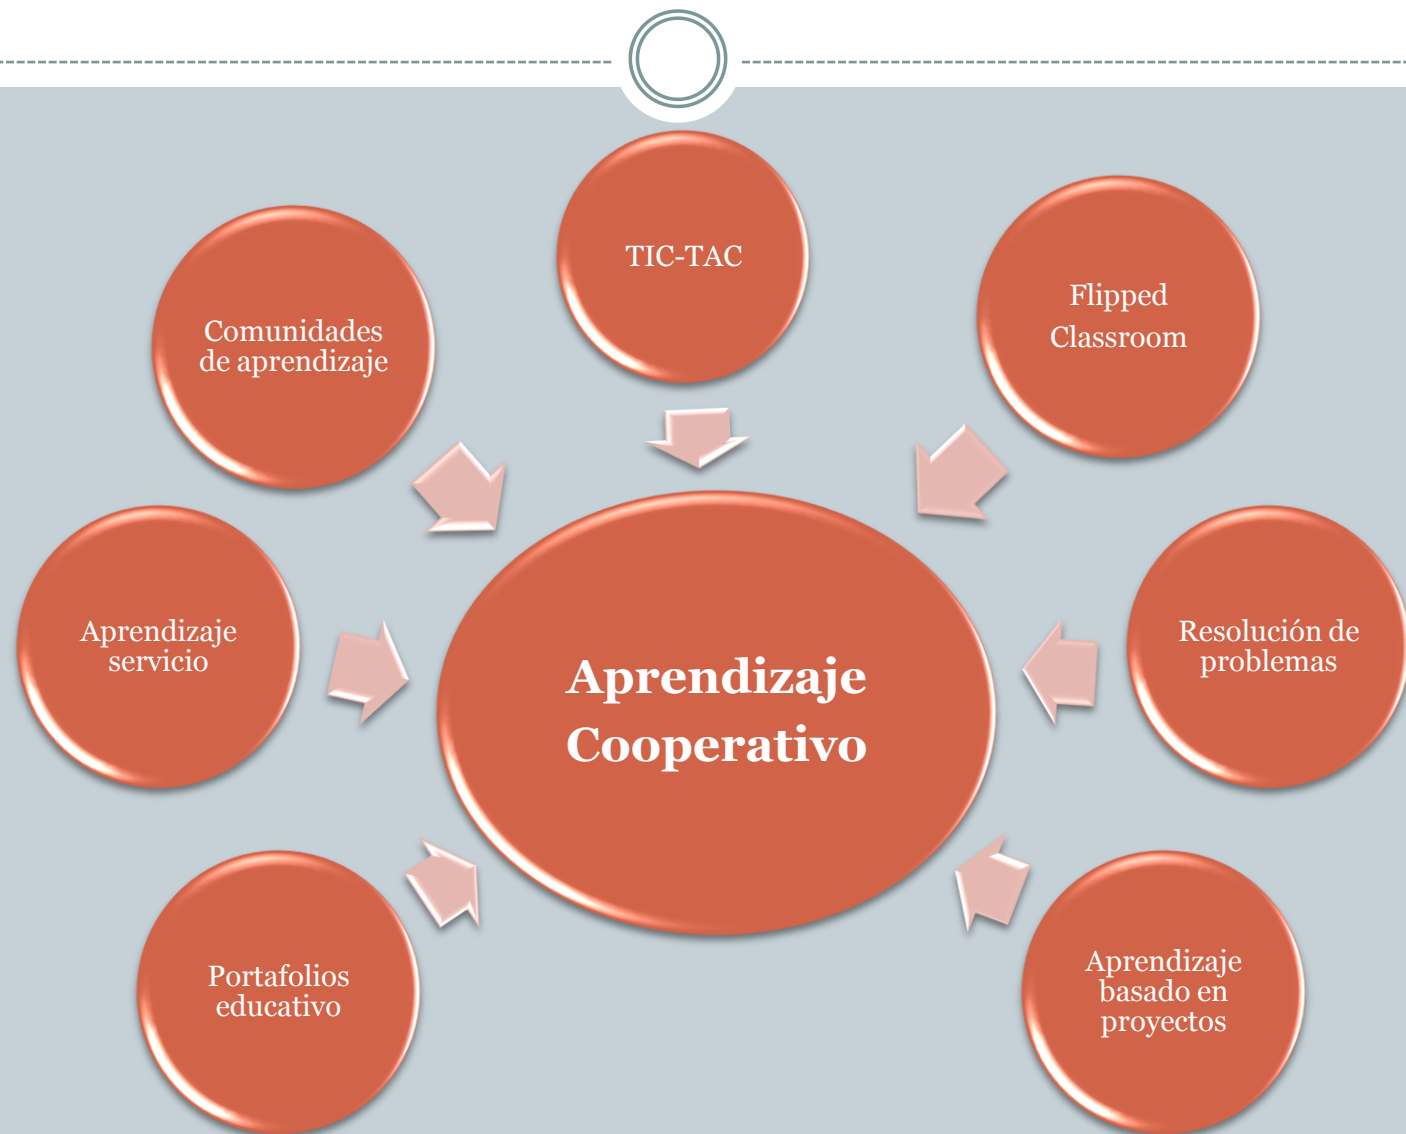 TIC-TAC
Flipped
Classroom
Comunidades
de aprendizaje
Aprendizaje
servicio
Resolución de
problemas
Aprendizaje
Cooperativo
Portafolios
educativo
Aprendizaje
basado en
proyectos